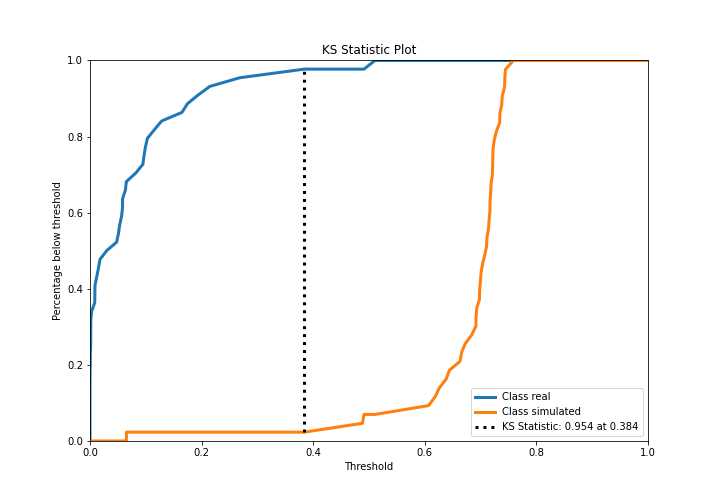 KS Statistic Plot
1.0
0.8
0.6
0.4
0.2
0.0
Percentage below threshold
0.0 0.2 0.4 0.6 0.8 1.0
Threshold
Class real
Class simulated
KS Statistic: 0.954 at 0.384